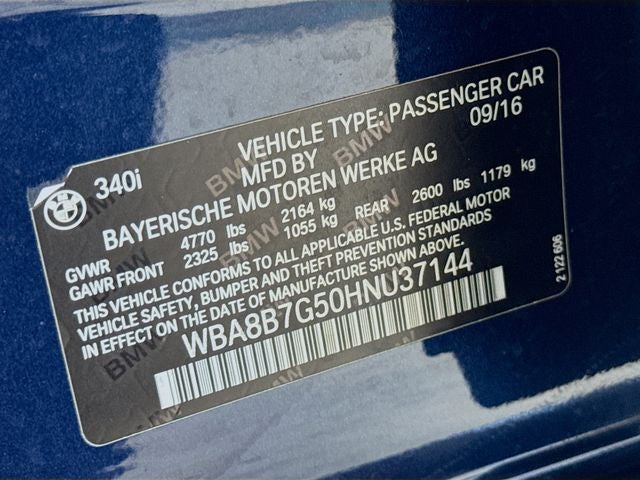 BMW
340i
VEHICLE TYPE: PASSENGER CAR
MFD BY 09/16
BAYERISCHE MOTOREN WERKE AG
GVWR 4770 lbs 2164 kg
GAWR FRONT 2325 lbs 1055 kg REAR 2600 lbs 1179 kg
THIS VEHICLE CONFORMS TO ALL APPLICABLE U.S. FEDERAL MOTOR
VEHICLE SAFETY, BUMPER, AND THEFT PREVENTION STANDARDS
IN EFFECT ON THE DATE OF MANUFACTURE SHOWN ABOVE.
WBA8B7G50HNU37144
2 122 606